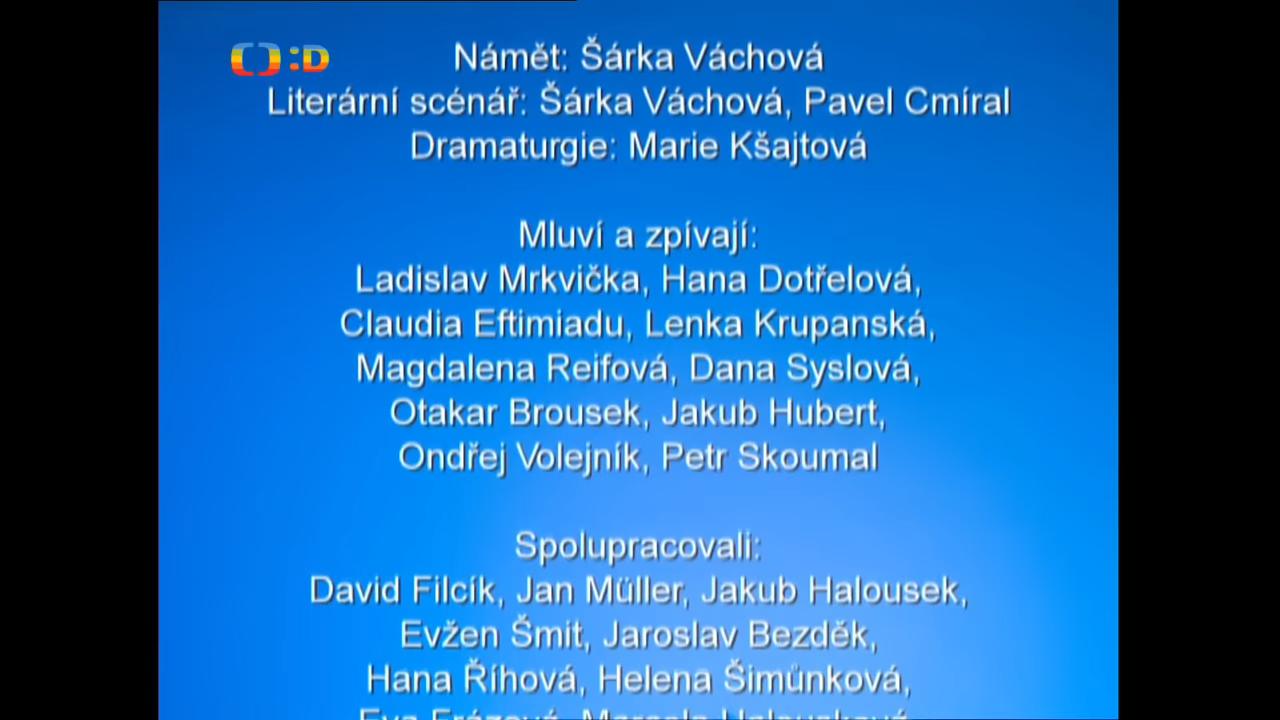 :D
Námět: Šárka Váchová
Literární scénář: Šárka Váchová, Pavel Cmíral
Dramaturgie: Marie Kšajtová
Mluví a zpívají:
Ladislav Mrkvička, Hana Dotřelová,
Claudia Eftimiadu, Lenka Krupanská,
Magdalena Reifová, Dana Syslová,
Otakar Brousek, Jakub Hubert,
Ondřej Volejník, Petr Skoumal
Spolupracovali:
David Filcík, Jan Müller, Jakub Halousek,
Evžen Šmit, Jaroslav Bezděk,
Hana Říhová, Helena Šimůnková,